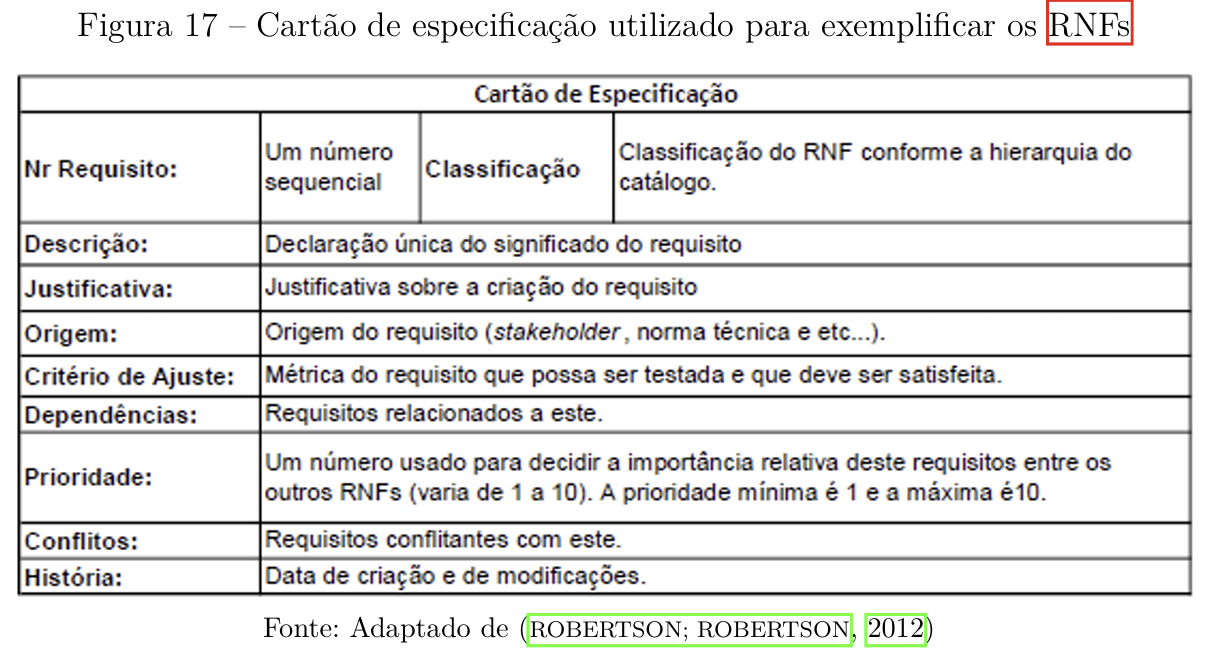 Figura 17 – Cartão de especificação utilizado para exemplificar os RNFs
Cartão de Especificação
Nr Requisito:
Um número
sequencial
Classificação
Classificação do RNF conforme a hierarquia do
catálogo.
Descrição:
Declaração única do significado do requisito
Justificativa:
Justificativa sobre a criação do requisito
Origem:
Origem do requisito (stakeholder, norma técnica e etc...).
Critério de Ajuste:
Métrica do requisito que possa ser testada e que deve ser satisfeita.
Dependências:
Requisitos relacionados a este.
Prioridade:
Um número usado para decidir a importância relativa deste requisitos entre os
outros RNFs (varia de 1 a 10). A prioridade mínima é 1 e a máxima é10.
Conflitos:
Requisitos conflitantes com este.
História:
Data de criação e de modificações.
Fonte: Adaptado de (ROBERTSON; ROBERTSON, 2012)